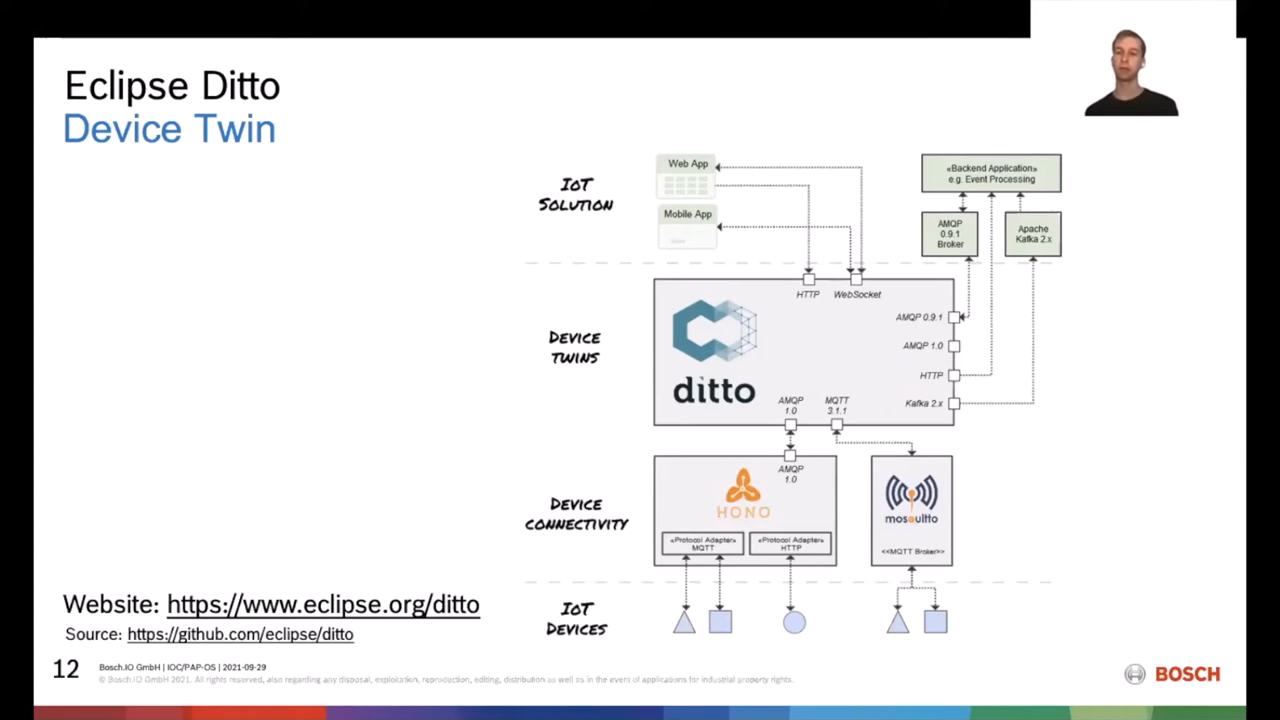 Eclipse Ditto
Device Twin
IoT
SOLUTION
Web App
Mobile App
«Backend Application»
e.g. Event Processing
AMQP
0.9.1
Broker
Apache
Kafka 2.x
HTTP
WebSocket
DEVICE
TWINS
ditto
AMQP 0.9.1
AMQP 1.0
HTTP
Kafka 2.x
AMQP
1.0
MQTT
3.1.1
DEVICE
CONNECTIVITY
AMQP
1.0
HONO
«Protocol Adapter»
MQTT
«Protocol Adapter»
HTTP
mosquitto
<<MQTT Broker>>
IoT
DEVICES
Website: https://www.eclipse.org/ditto
Source: https://github.com/eclipse/ditto
12
Bosch.IO GmbH | IOC/PAP-OS | 2021-09-29
© Bosch.IO GmbH 2021. All rights reserved, also regarding any disposal, exploitation, reproduction, editing, distribution as well as in the event of applications for industrial property rights.
BOSCH